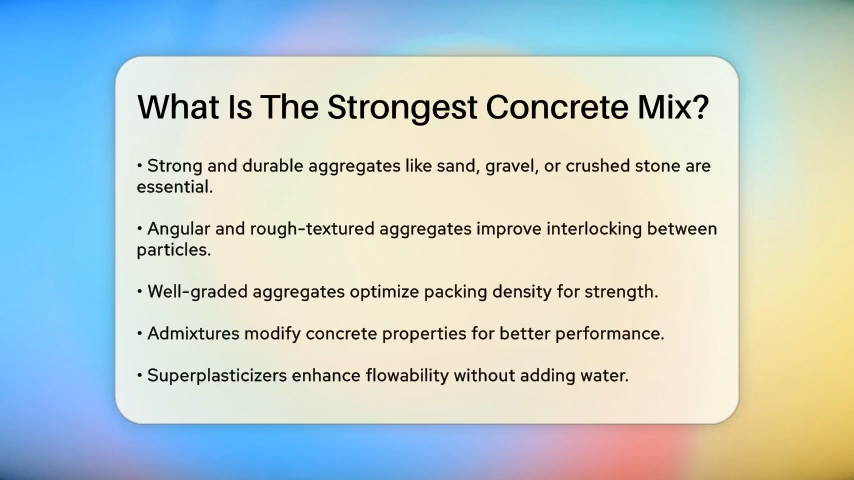 What Is The Strongest Concrete Mix?
• Strong and durable aggregates like sand, gravel, or crushed stone are
essential.
• Angular and rough-textured aggregates improve interlocking between
particles.
• Well-graded aggregates optimize packing density for strength.
• Admixtures modify concrete properties for better performance.
• Superplasticizers enhance flowability without adding water.